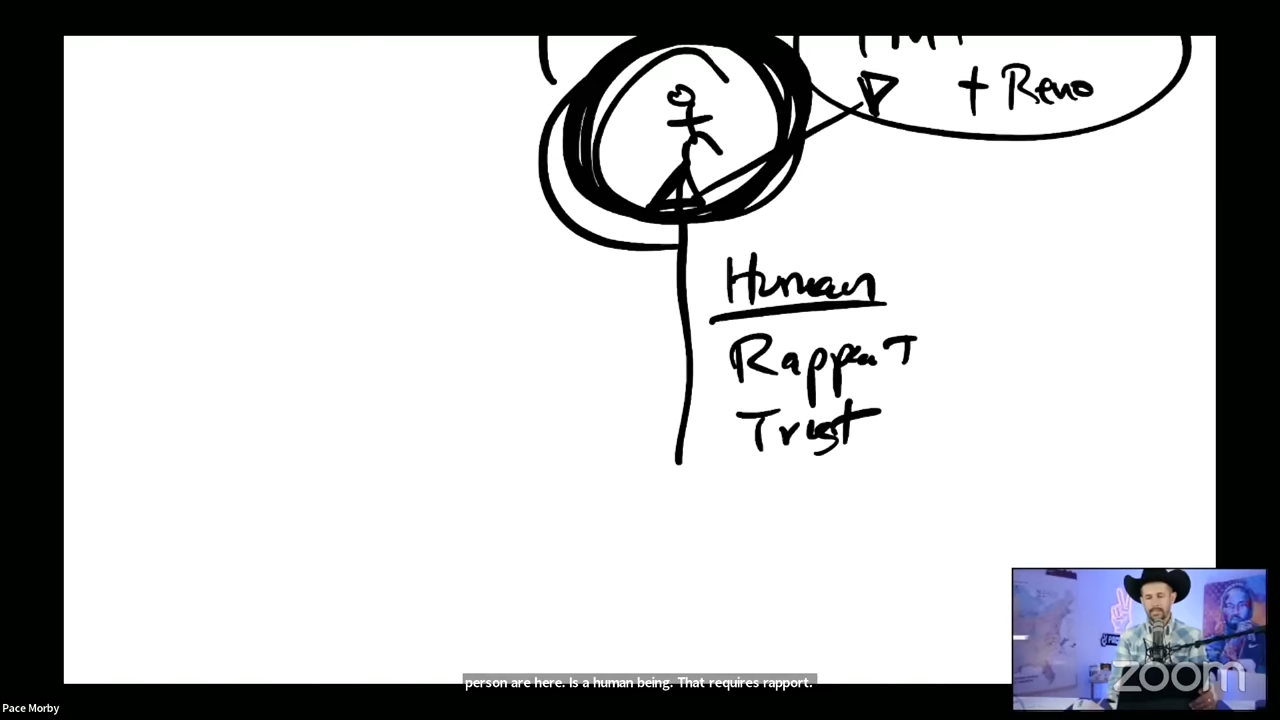 + Reno
Human
Rapport
Trust
person are here. Is a human being. That requires rapport.
zoom
Pace Morby